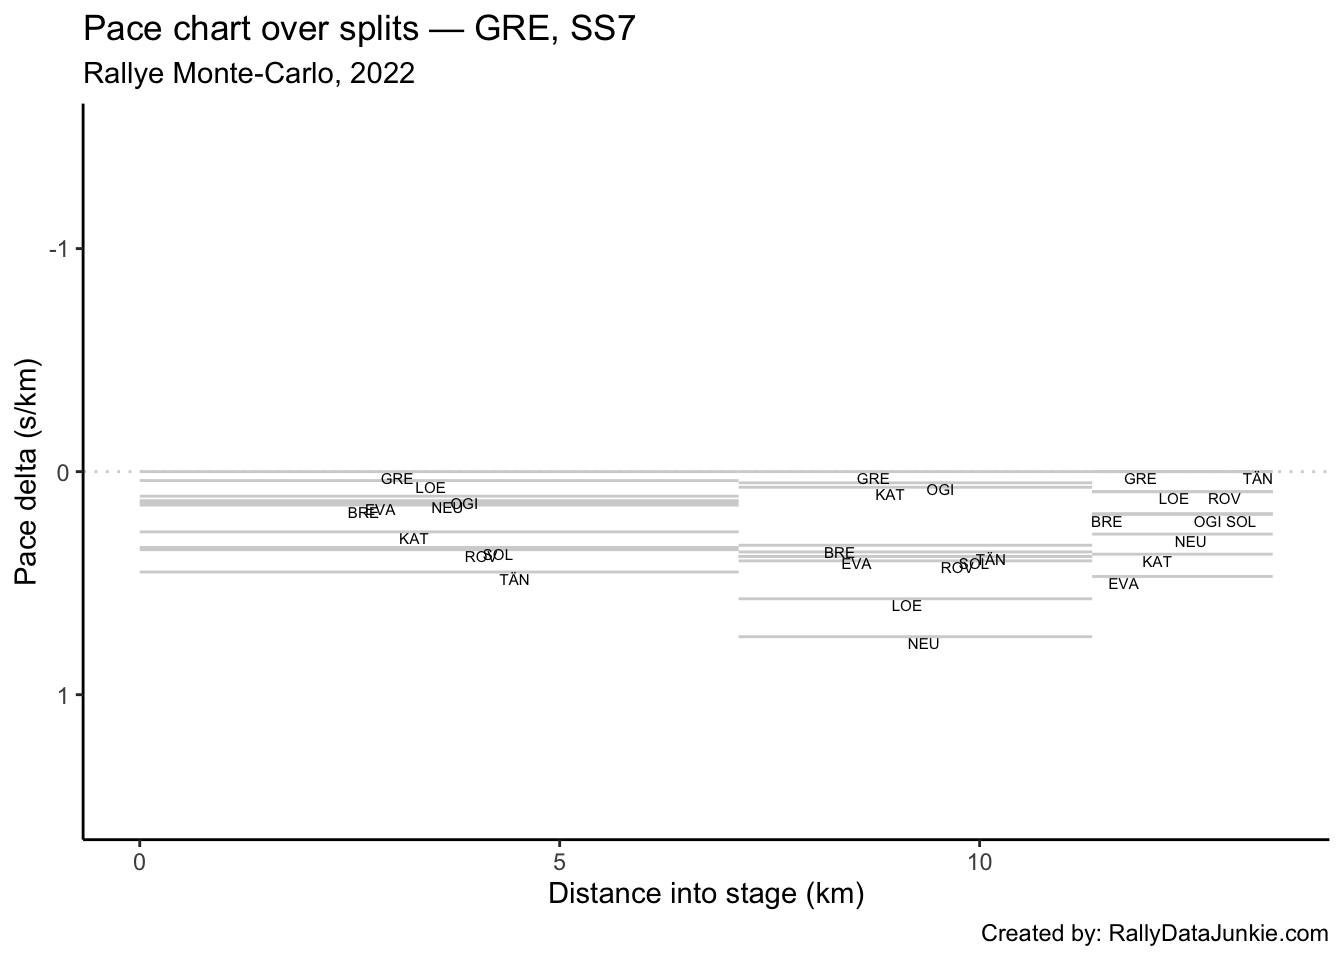 Pace chart over splits — GRE, SS7
Rallye Monte-Carlo, 2022
Pace delta (s/km)
-1
0
1
GRE
LOE
OGI
NEU
EVA
BRE
KAT
SOL
ROV
TÄN
GRE
OGI
KAT
BRE
TÄN
EVA
SOL
ROV
LOE
NEU
GRE
TÄN
LOE
ROV
BRE
OGI SOL
NEU
KAT
EVA
0
5
10
Distance into stage (km)
Created by: RallyDataJunkie.com